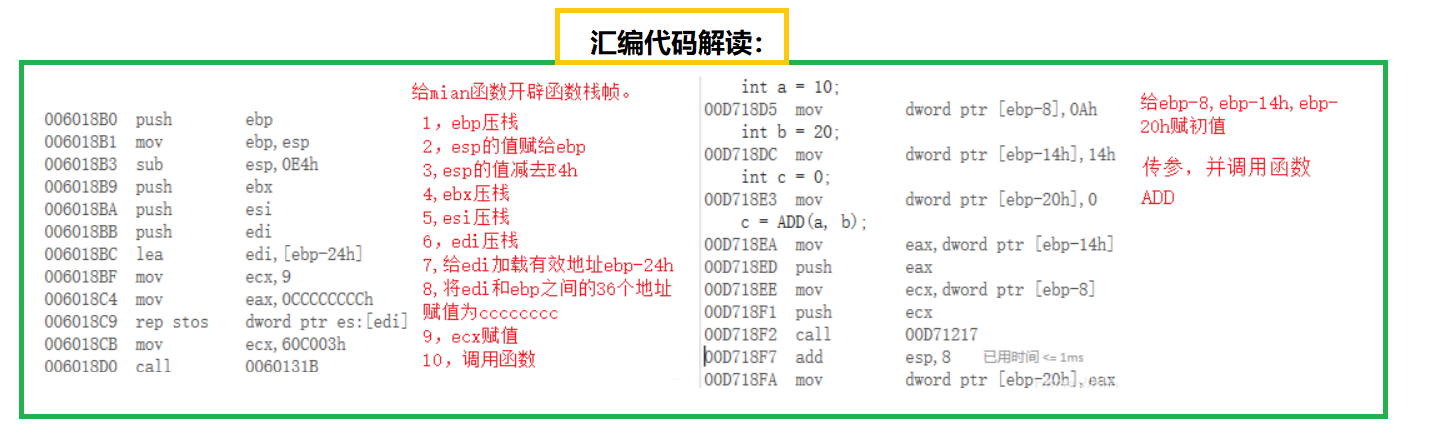 汇编代码解读：
006018B0 push ebp
006018B1 mov ebp,esp
006018B3 sub esp,0E4h
006018B9 push ebx
006018BA push esi
006018BB push edi
006018BC lea edi,[ebp-24h]
006018BF mov ecx,9
006018C4 mov eax,0CCCCCCCCh
006018C9 rep stos dword ptr es:[edi]
006018CB mov ecx,60C003h
006018D0 call 0060131B
给mian函数开辟函数栈帧。
1，ebp压栈
2，esp的值赋给ebp
3,esp的值减去E4h
4,ebx压栈
5,esi压栈
6，edi压栈
7,给edi加载有效地址ebp-24h
8,将edi和ebp之间的36个地址
赋值为cccccccc
9，ecx赋值
10，调用函数
int a = 10;
00D718D5 mov dword ptr [ebp-8],0Ah
int b = 20;
00D718DC mov dword ptr [ebp-14h],14h
int c = 0;
00D718E3 mov dword ptr [ebp-20h],0
c = ADD(a, b);
00D718EA mov eax,dword ptr [ebp-14h]
00D718ED push eax
00D718EE mov ecx,dword ptr [ebp-8]
00D718F1 push ecx
00D718F2 call 00D71217
00D718F7 add esp,8 已用时间 <= 1ms
00D718FA mov dword ptr [ebp-20h],eax
给ebp-8,ebp-14h,ebp-
20h赋初值
传参，并调用函数
ADD